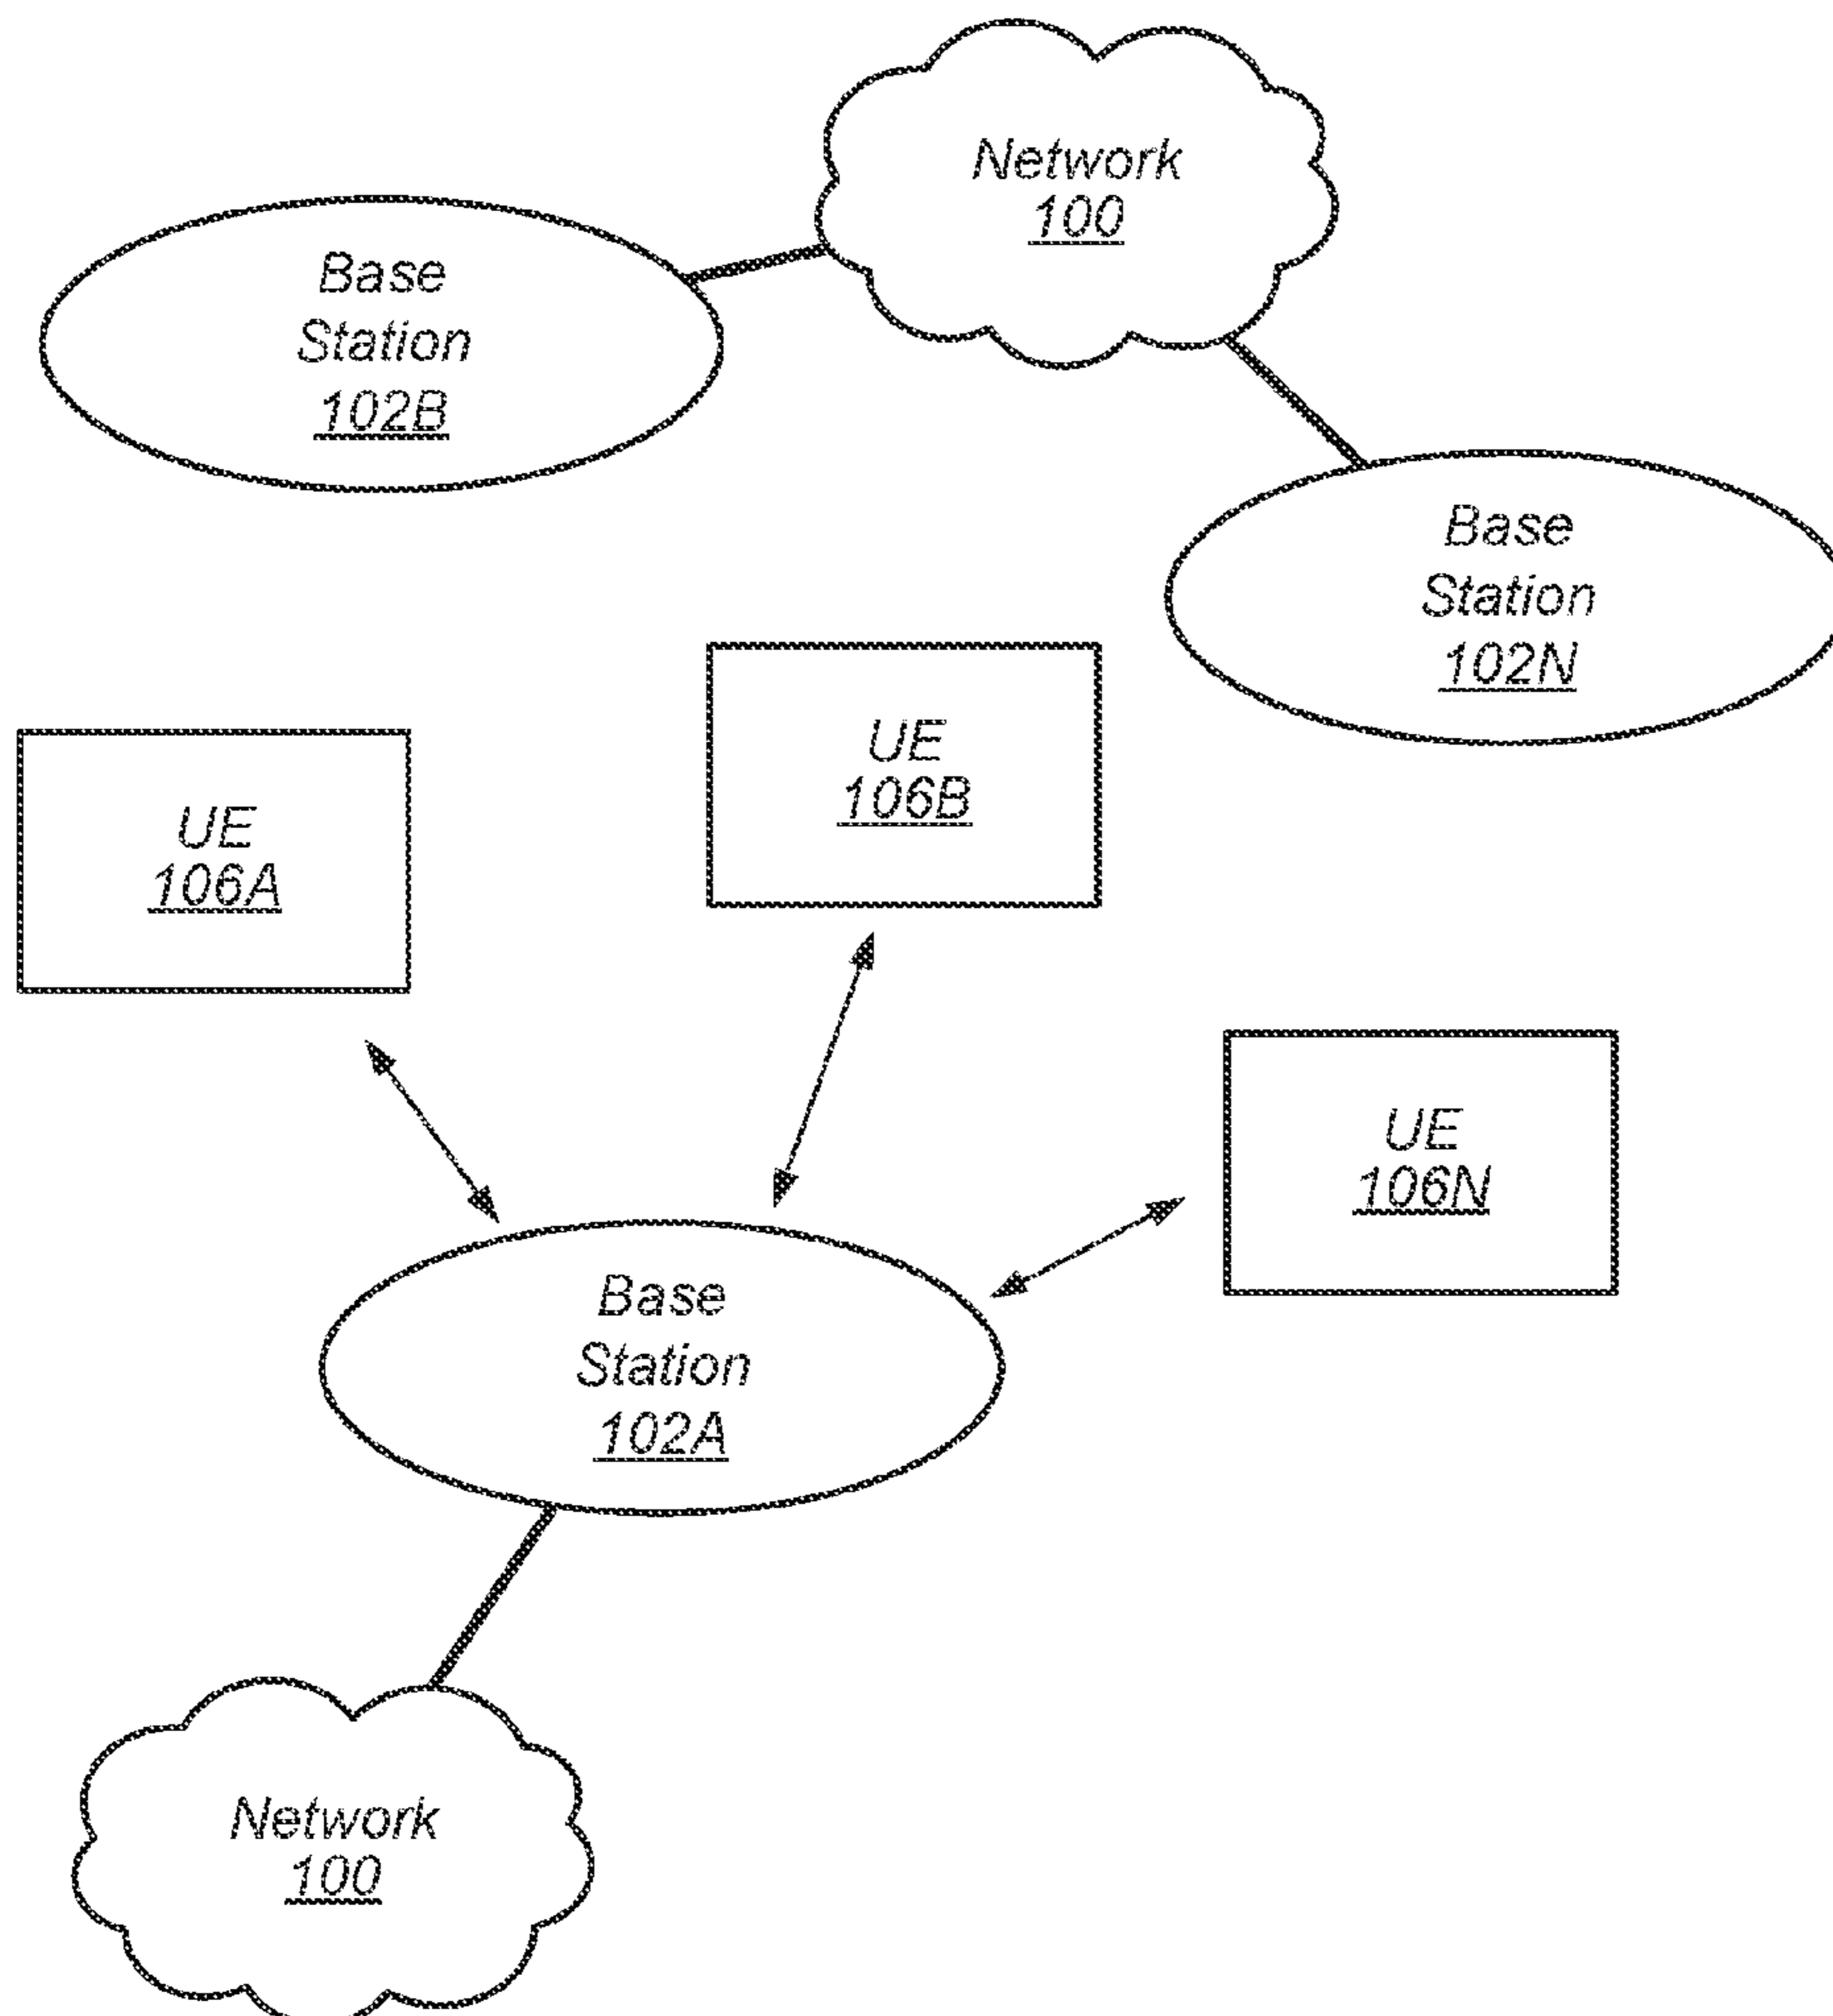 Network
100
Base
Station
102B
Base
Station
102N
UE
106B
UE
106A
UE
106N
Base
Station
102A
Network
100